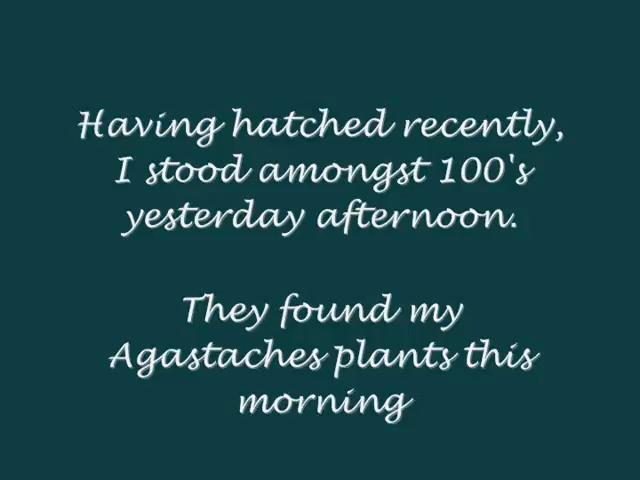 Having hatched recently,
I stood amongst 100's
yesterday afternoon.
They found my
Agastaches plants this
morning